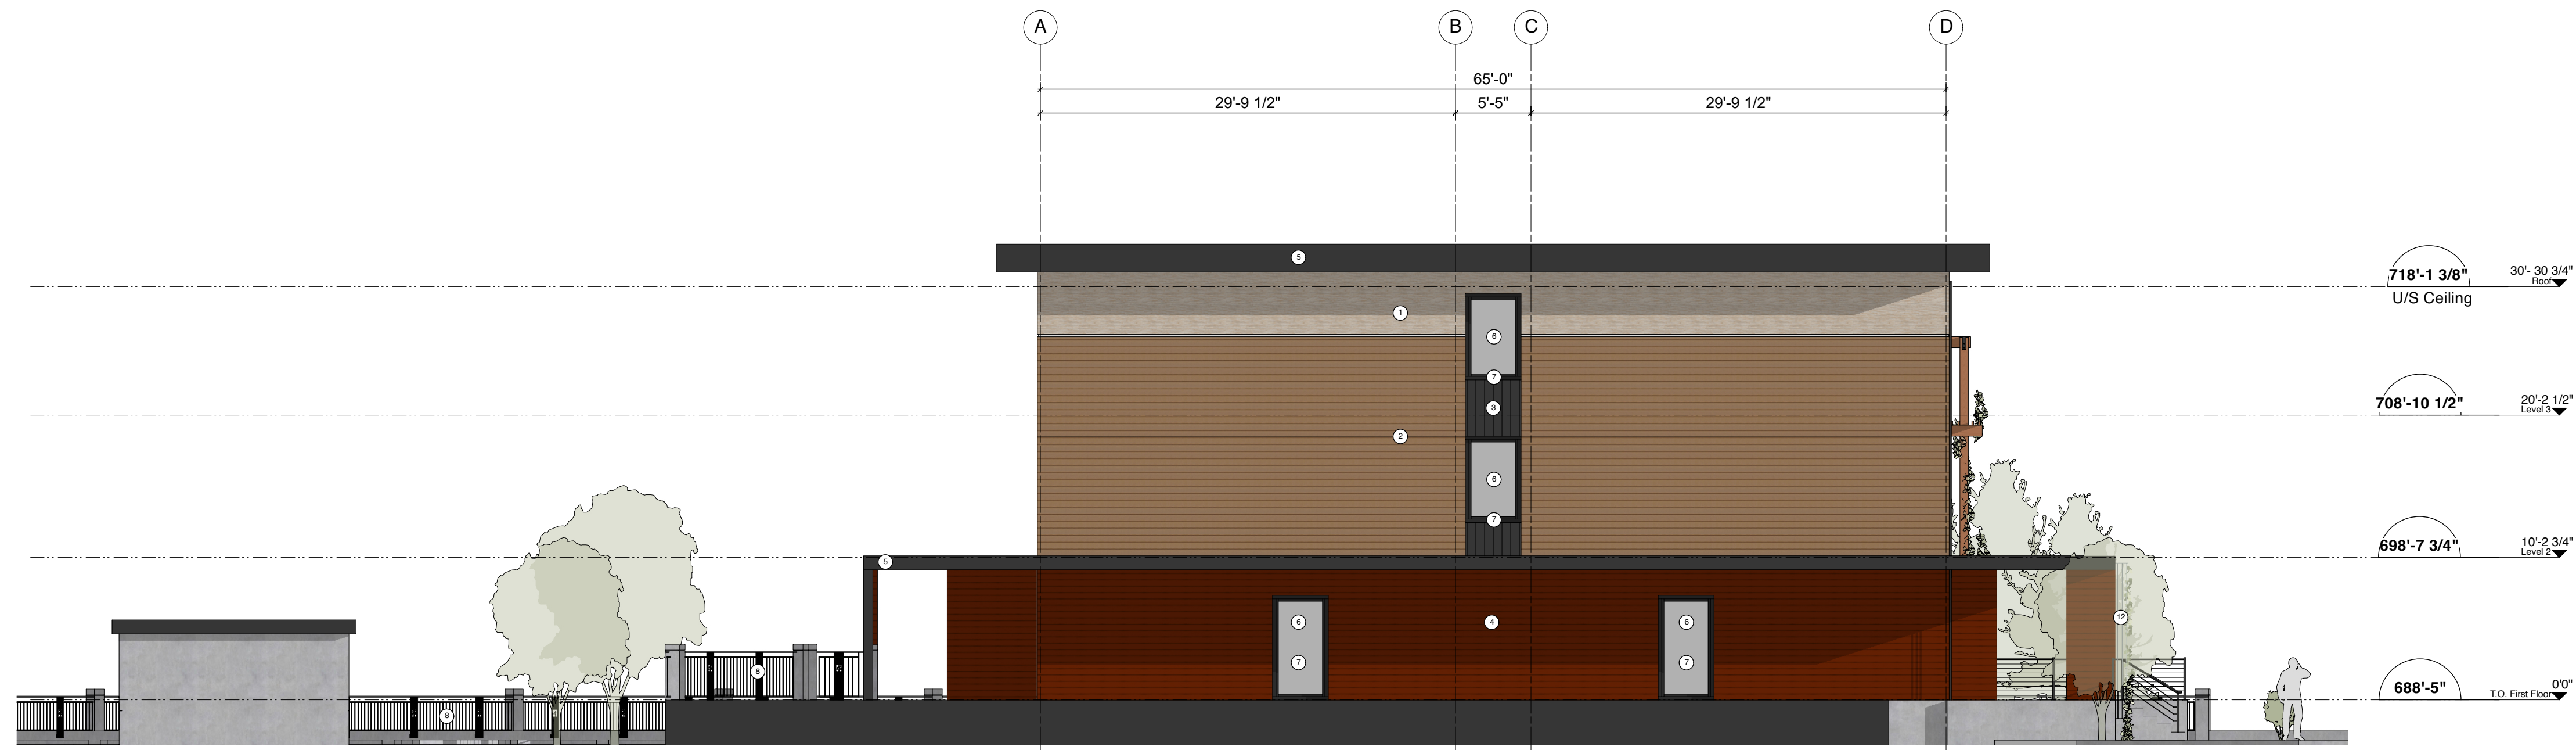 A
B
C
D
65'-0"
29'-9 1/2"
5'-5"
29'-9 1/2"
5
718'-1 3/8"
30'- 30 3/4"
Roof
U/S Ceiling
1
6
7
3
708'-10 1/2"
20'-2 1/2"
Level 3
2
6
7
698'-7 3/4"
10'-2 3/4"
Level 2
5
6
4
6
12
7
7
8
688'-5"
0'0"
T.O. First Floor
8